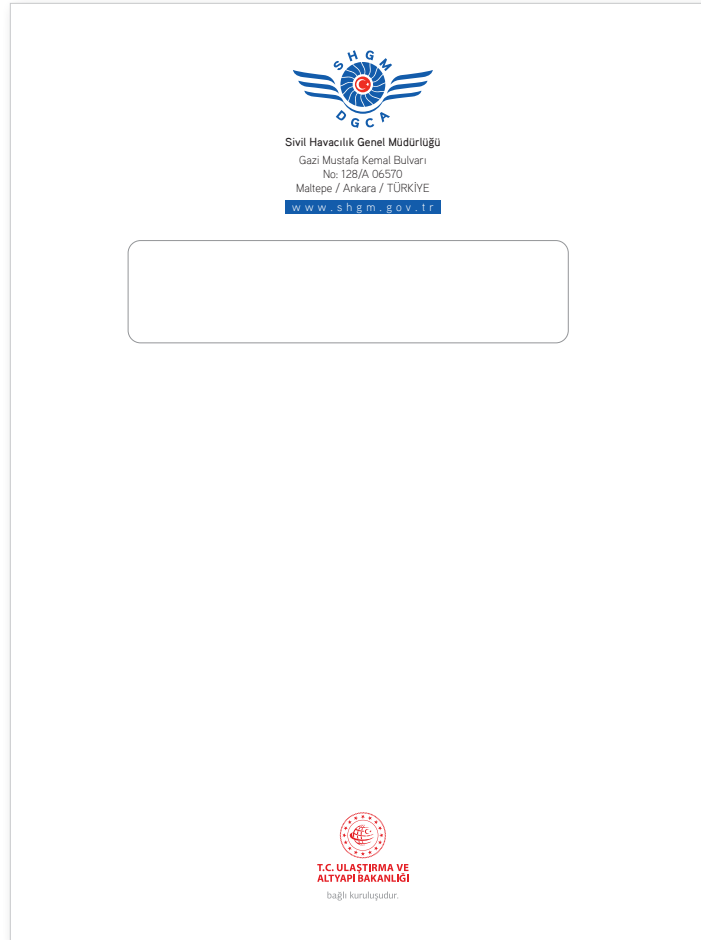 SHGM
DGCA
Sivil Havacılık Genel Müdürlüğü
Gazi Mustafa Kemal Bulvarı
No: 128/A 06570
Maltepe / Ankara / TÜRKİYE
www.shgm.gov.tr
T.C. ULAŞTIRMA VE
ALTYAPI BAKANLIĞI
bağlı kuruluşudur.